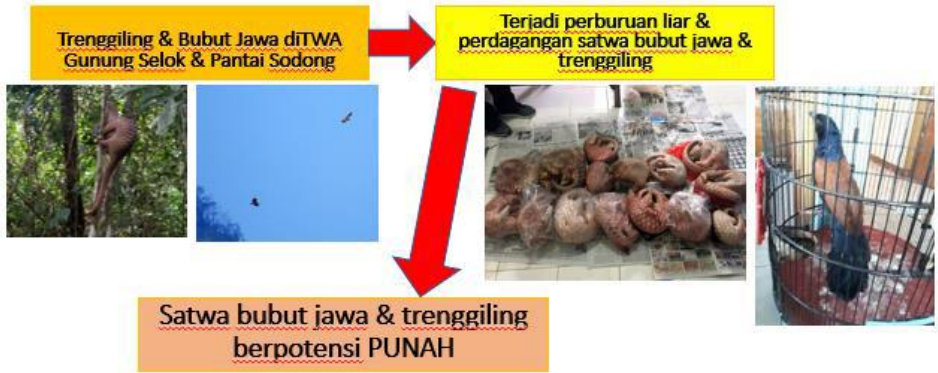 Trenggiling & Bubut Jawa diTWA
Gunung Selok & Pantai Sodong
Terjadi perburuan liar &
perdagangan satwa bubut jawa &
trenggiling
Satwa bubut jawa & trenggiling
berpotensi PUNAH